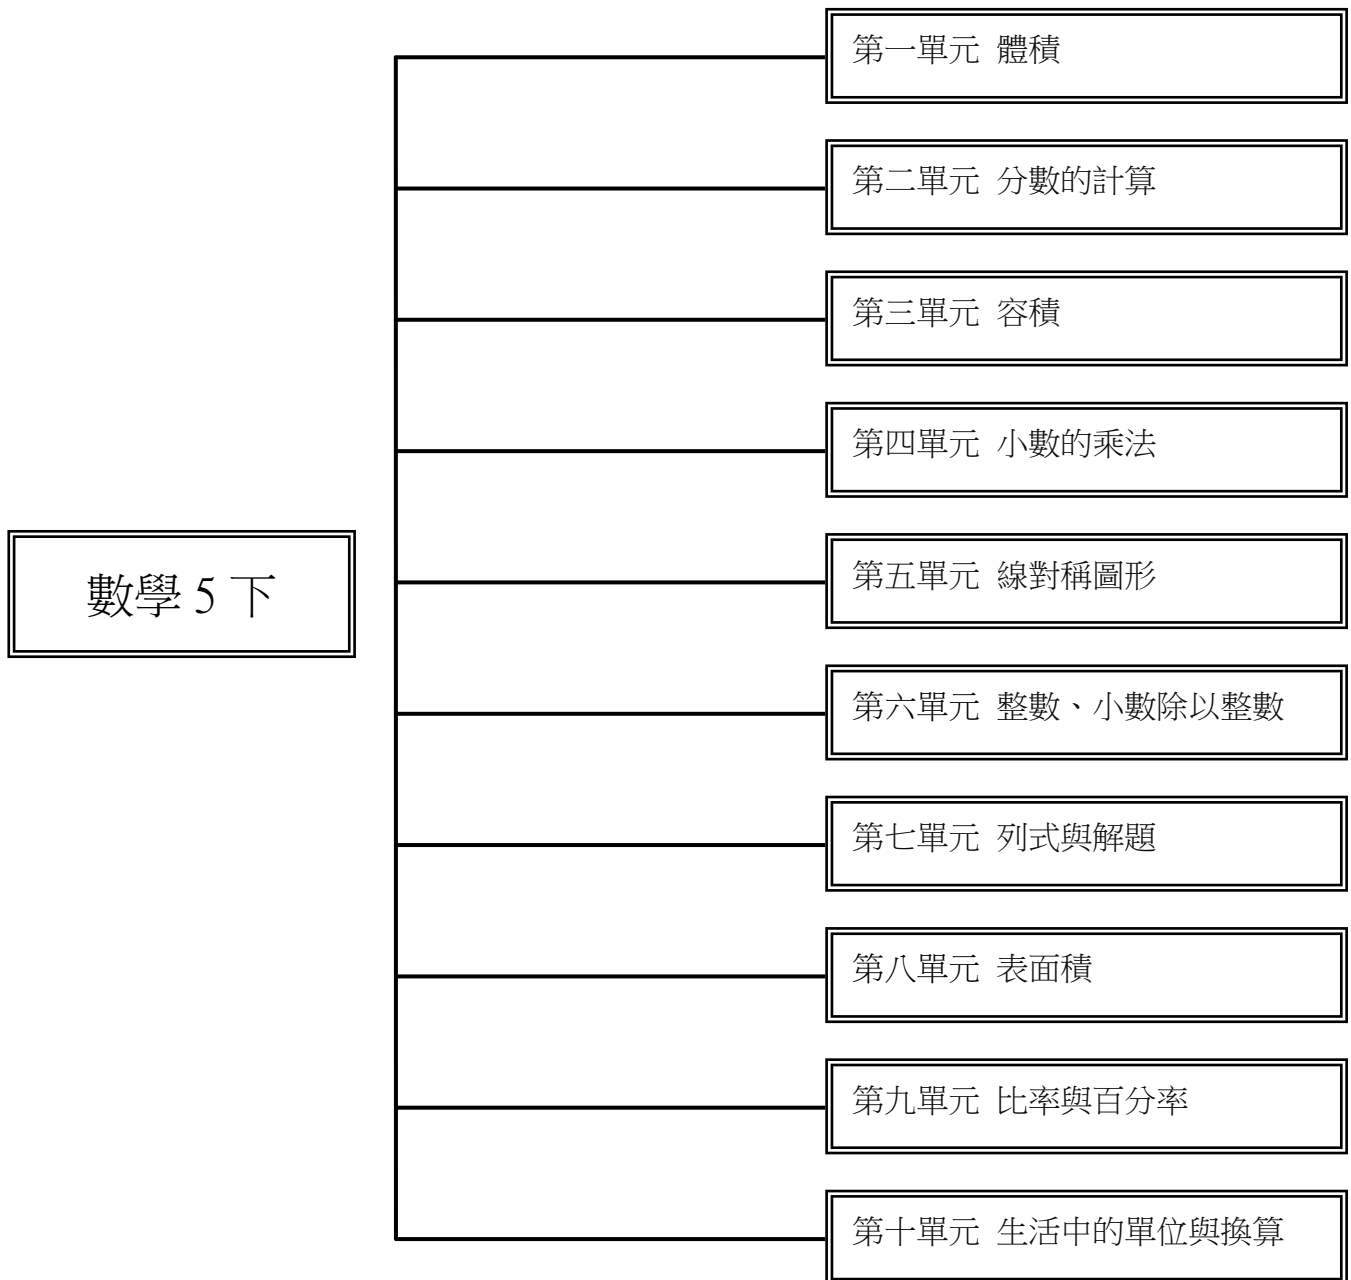 數學 5 下
第一單元 體積
第二單元 分數的計算
第三單元 容積
第四單元 小數的乘法
第五單元 線對稱圖形
第六單元 整數、小數除以整數
第七單元 列式與解題
第八單元 表面積
第九單元 比率與百分率
第十單元 生活中的單位與換算